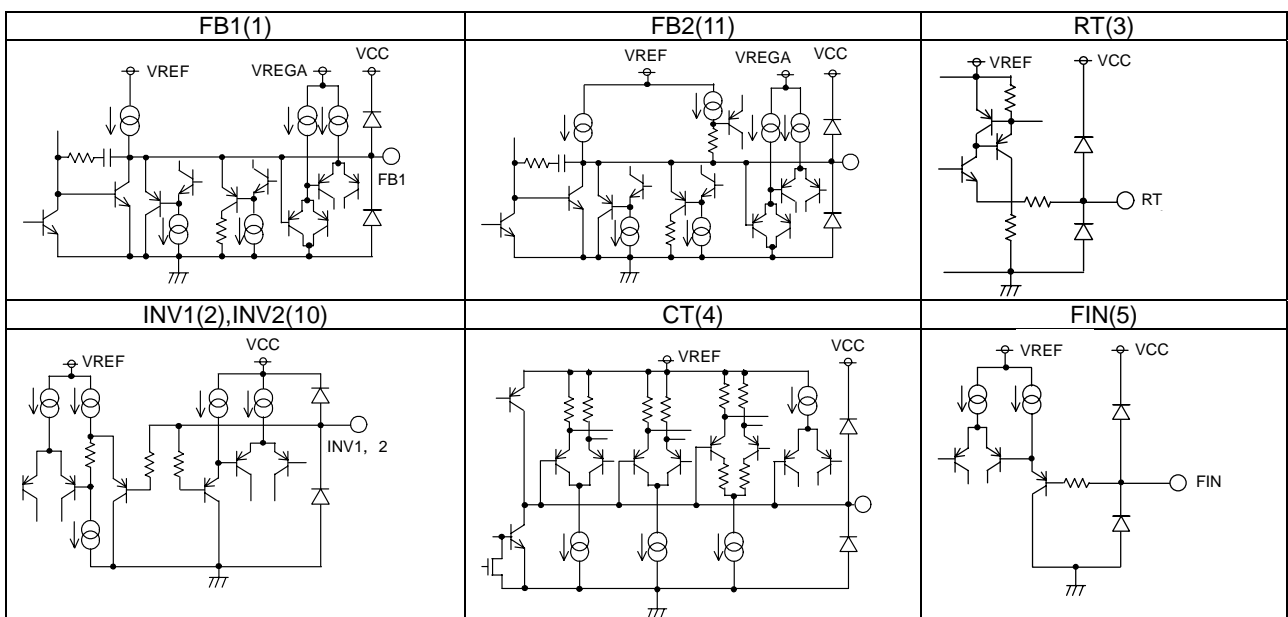 FB1(1)
FB2(11)
RT(3)
VREF
VREGA
VCC
FB1
VREF
VREGA
VCC
VREF
VCC
RT
INV1(2),INV2(10)
CT(4)
FIN(5)
VREF
VCC
INV1, 2
VREF
VCC
VREF
VCC
FIN